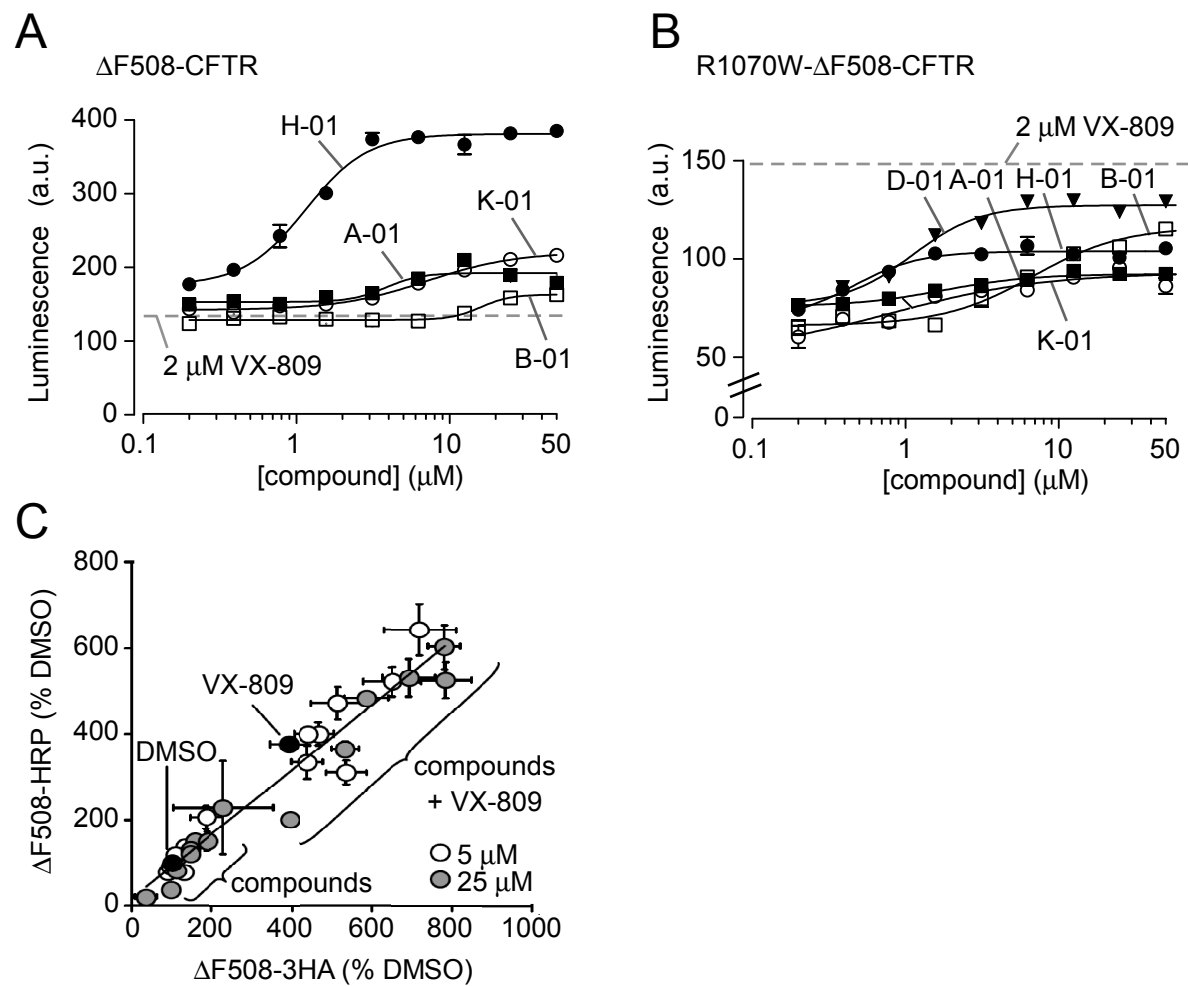 A
B
ΔF508-CFTR
R1070W-ΔF508-CFTR
400
300
200
100
0
Luminescence (a.u.)
H-01
K-01
A-01
B-01
2 μM VX-809
0.1
1
10
50
[compound] (μM)
2 μM VX-809
150
100
50
0
Luminescence (a.u.)
D-01 A-01 H-01 B-01
K-01
0.1
1
10
50
[compound] (μM)
C
800
600
400
200
0
ΔF508-HRP (% DMSO)
VX-809
DMSO
compounds
+ VX-809
5 μM
25 μM
compounds
0
200
400
600
800
1000
ΔF508-3HA (% DMSO)